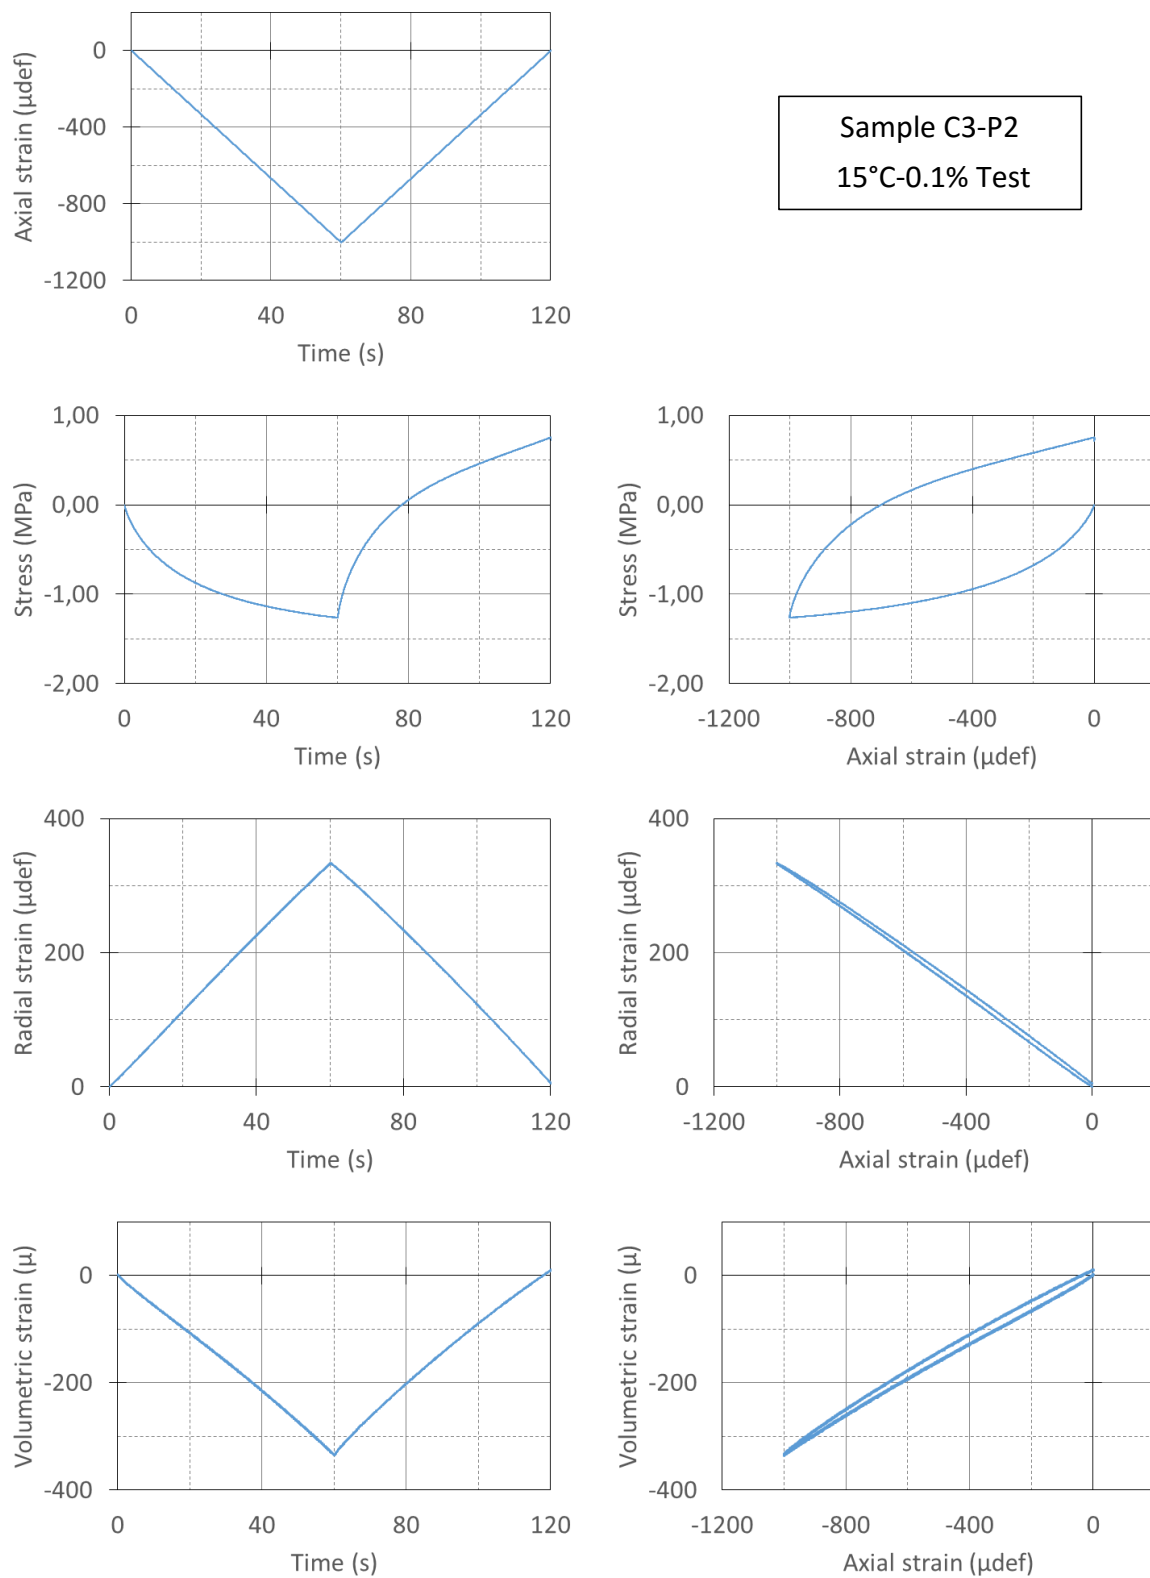 Axial strain (µdef)
0
-400
-800
-1200
0 40 80 120
Time (s)
Sample C3-P2
15°C-0.1% Test
Stress (MPa)
1,00
0,00
-1,00
-2,00
0 40 80 120
Time (s)
Stress (MPa)
1,00
0,00
-1,00
-2,00
-1200 -800 -400 0
Axial strain (µdef)
Radial strain (µdef)
400
200
0
0 40 80 120
Time (s)
Radial strain (µdef)
400
200
0
-1200 -800 -400 0
Axial strain (µdef)
Volumetric strain (µ)
0
-200
-400
0 40 80 120
Time (s)
Volumetric strain (µ)
0
-200
-400
-1200 -800 -400 0
Axial strain (µdef)